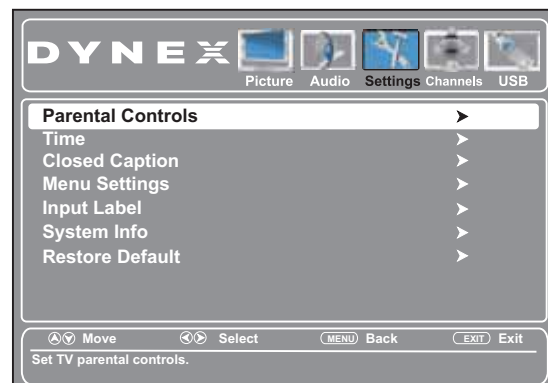 DYNEX
Picture Audio Settings Channels USB
Parental Controls
Time
Closed Caption
Menu Settings
Input Label
System Info
Restore Default
Move Select MENU Back EXIT Exit
Set TV parental controls.